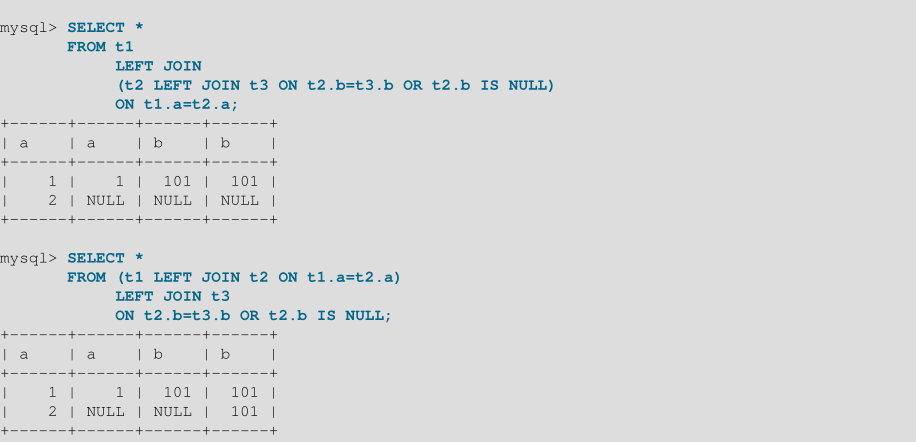 mysql> SELECT *
       FROM t1
            LEFT JOIN
            (t2 LEFT JOIN t3 ON t2.b=t3.b OR t2.b IS NULL)
            ON t1.a=t2.a;
+------+------+------+------+
| a    | a    | b    | b    |
+------+------+------+------+
|    1 |    1 |  101 |  101 |
|    2 | NULL | NULL | NULL |
+------+------+------+------+

mysql> SELECT *
       FROM (t1 LEFT JOIN t2 ON t1.a=t2.a)
            LEFT JOIN t3
            ON t2.b=t3.b OR t2.b IS NULL;
+------+------+------+------+
| a    | a    | b    | b    |
+------+------+------+------+
|    1 |    1 |  101 |  101 |
|    2 | NULL | NULL |  101 |
+------+------+------+------+